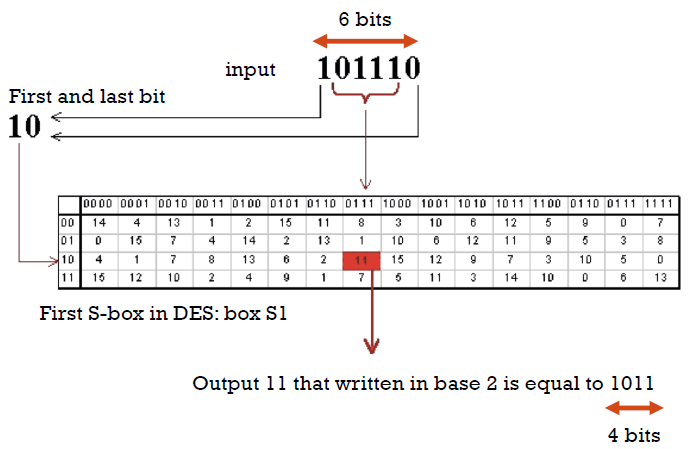 6 bits
input 101110
First and last bit
10
0000 0001 0010 0011 0100 0101 0110 0111 1000 1001 1010 1011 1100 0110 0111 1111
00 14 4 13 1 2 15 11 8 3 10 6 12 5 9 0 7
01 0 15 7 4 14 2 13 1 10 6 12 11 9 5 3 8
10 4 1 7 8 13 6 2 11 15 12 9 7 3 10 5 0
11 15 12 10 2 4 9 1 7 5 11 3 14 10 0 6 13
First S-box in DES: box S1
Output 11 that written in base 2 is equal to 1011
4 bits